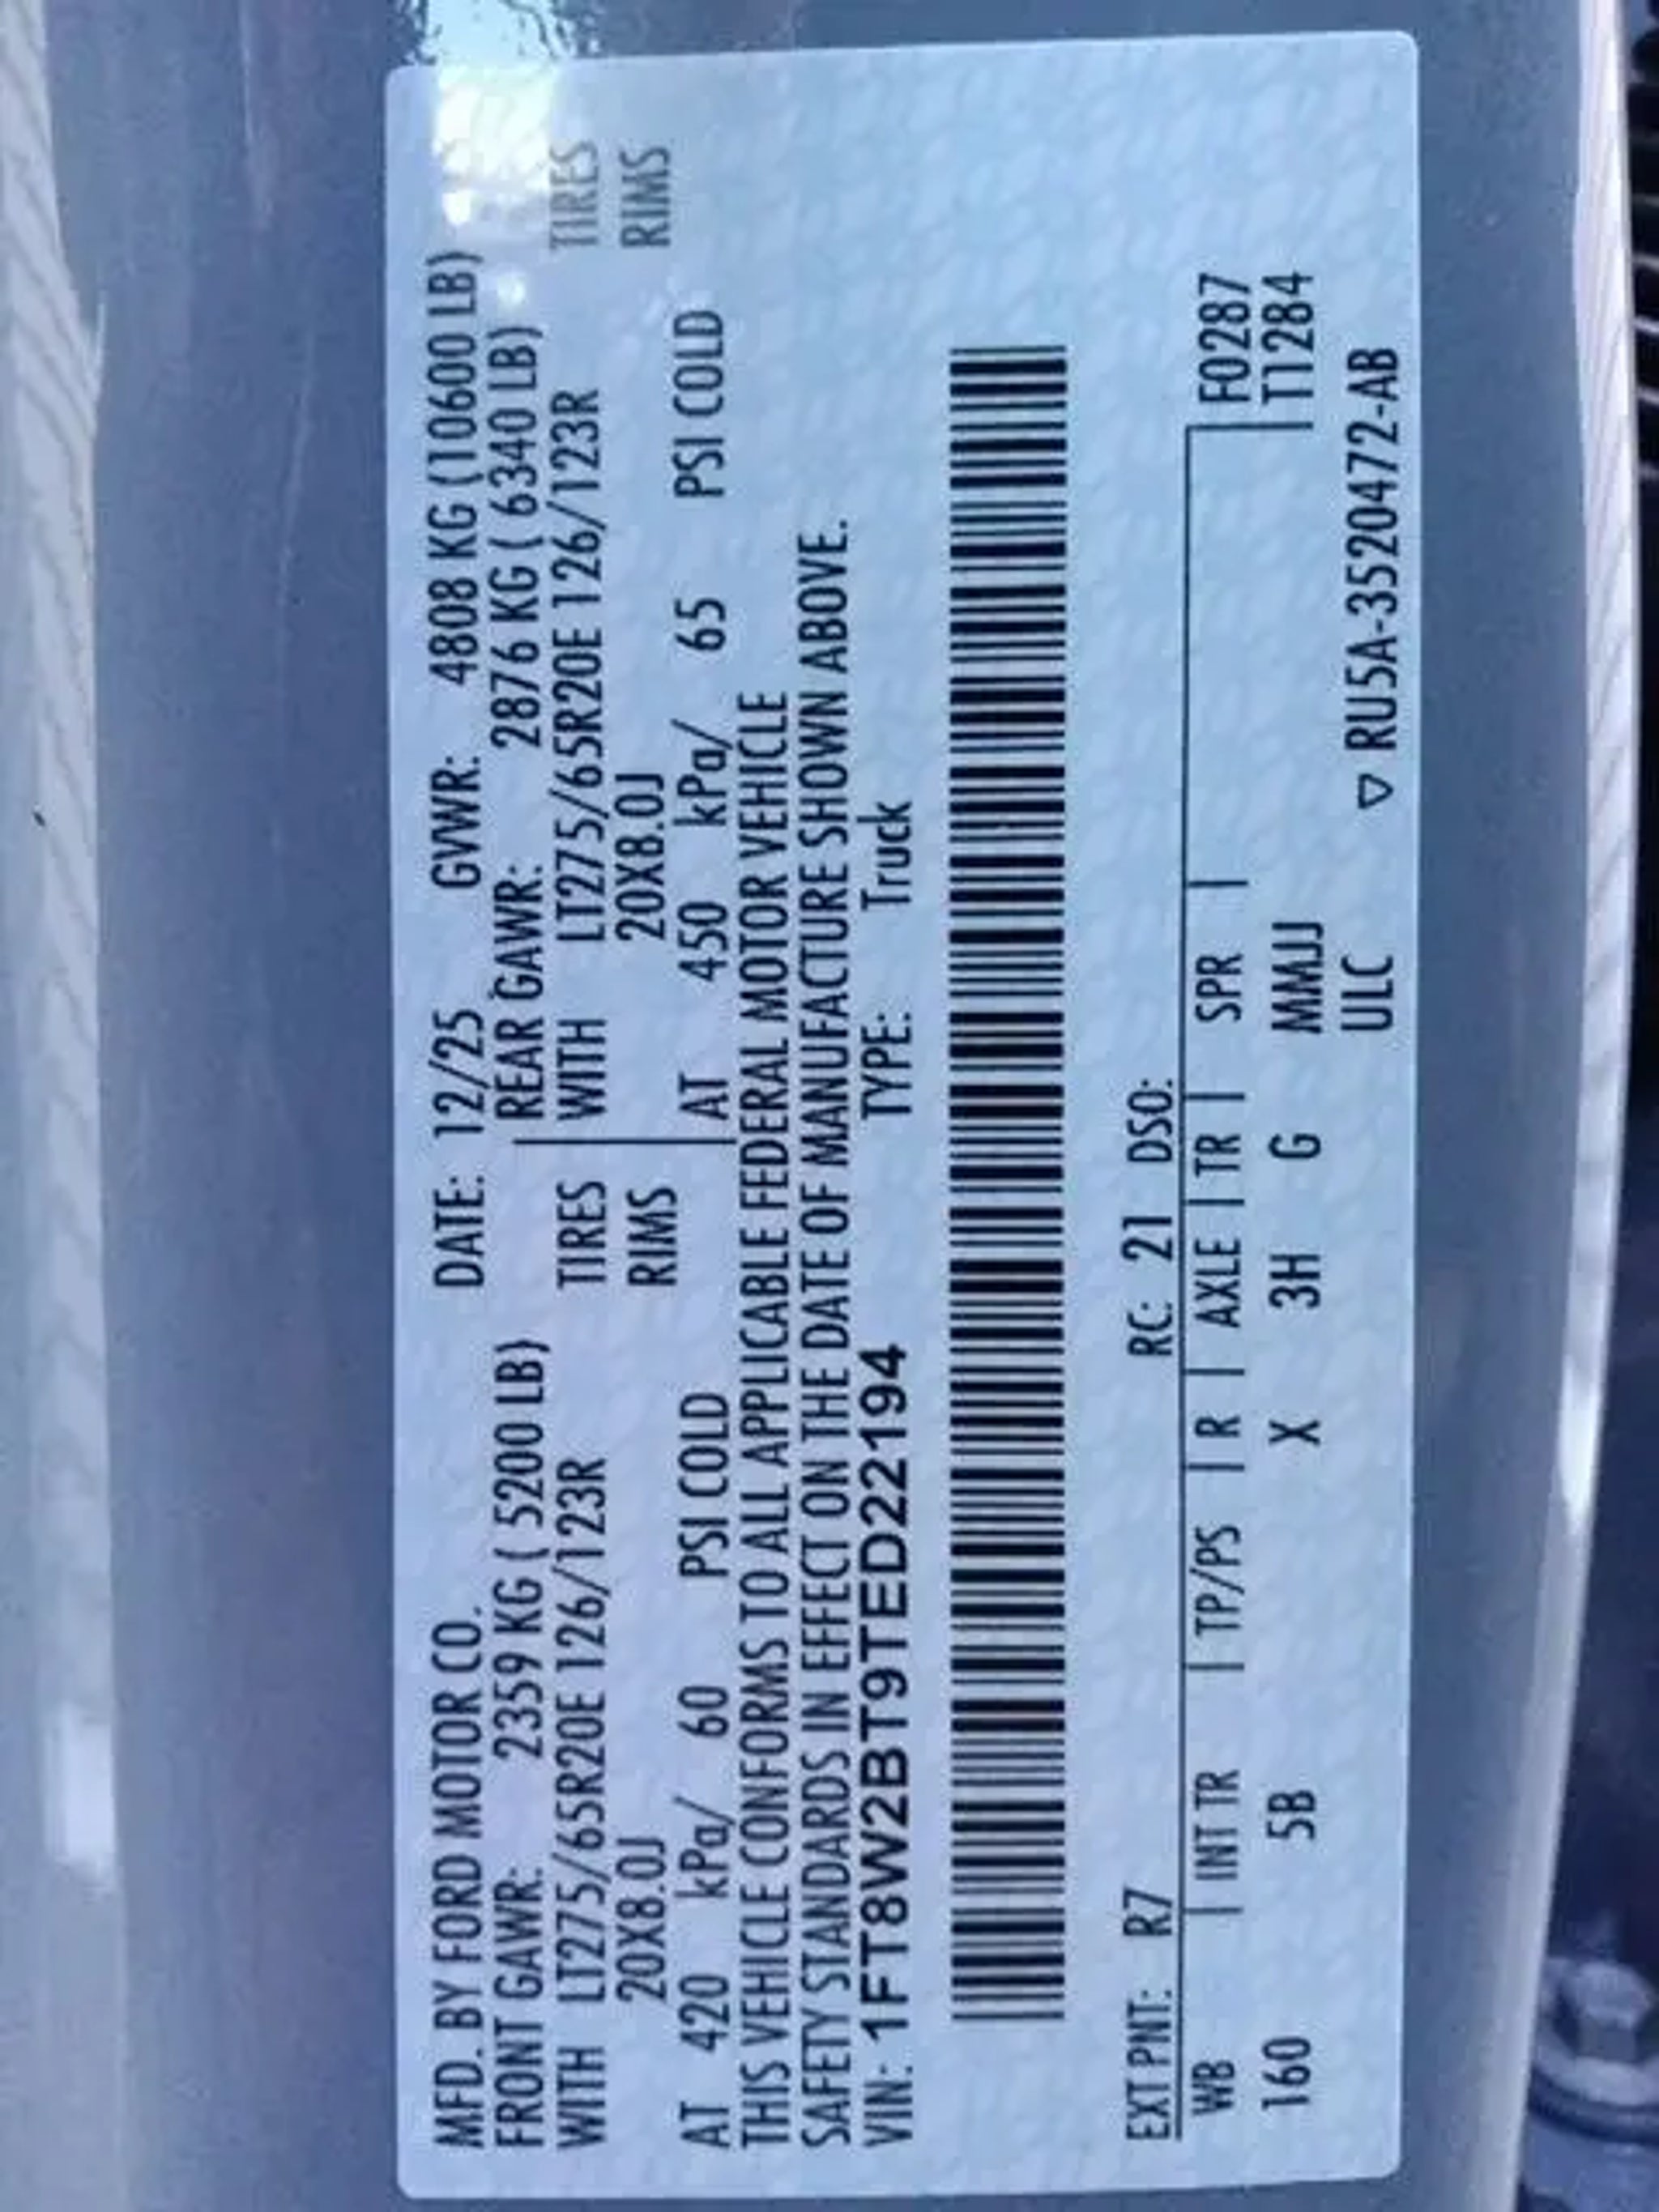 MFD. BY FORD MOTOR CO. DATE: 12/25 GVWR: 4808 KG (10600 LB)
FRONT GAWR: 2359 KG ( 5200 LB) REAR GAWR: 2876 KG ( 6340 LB)
WITH LT275/65R20E 126/123R TIRES WITH LT275/65R20E 126/123R TIRES
20X8.0J RIMS 20X8.0J RIMS
AT 420 kPa/ 60 PSI COLD AT 450 kPa/ 65 PSI COLD
THIS VEHICLE CONFORMS TO ALL APPLICABLE FEDERAL MOTOR VEHICLE
SAFETY STANDARDS IN EFFECT ON THE DATE OF MANUFACTURE SHOWN ABOVE.
VIN: 1FT8W2BT9TED22194 TYPE: Truck
EXT PNT: R7 RC: 21 DSO:
WB | INT TR | TP/PS | R | AXLE | TR | SPR | F0287
160 5B X 3H G MMJJ T1284
ULC ▽ RU5A-3520472-AB